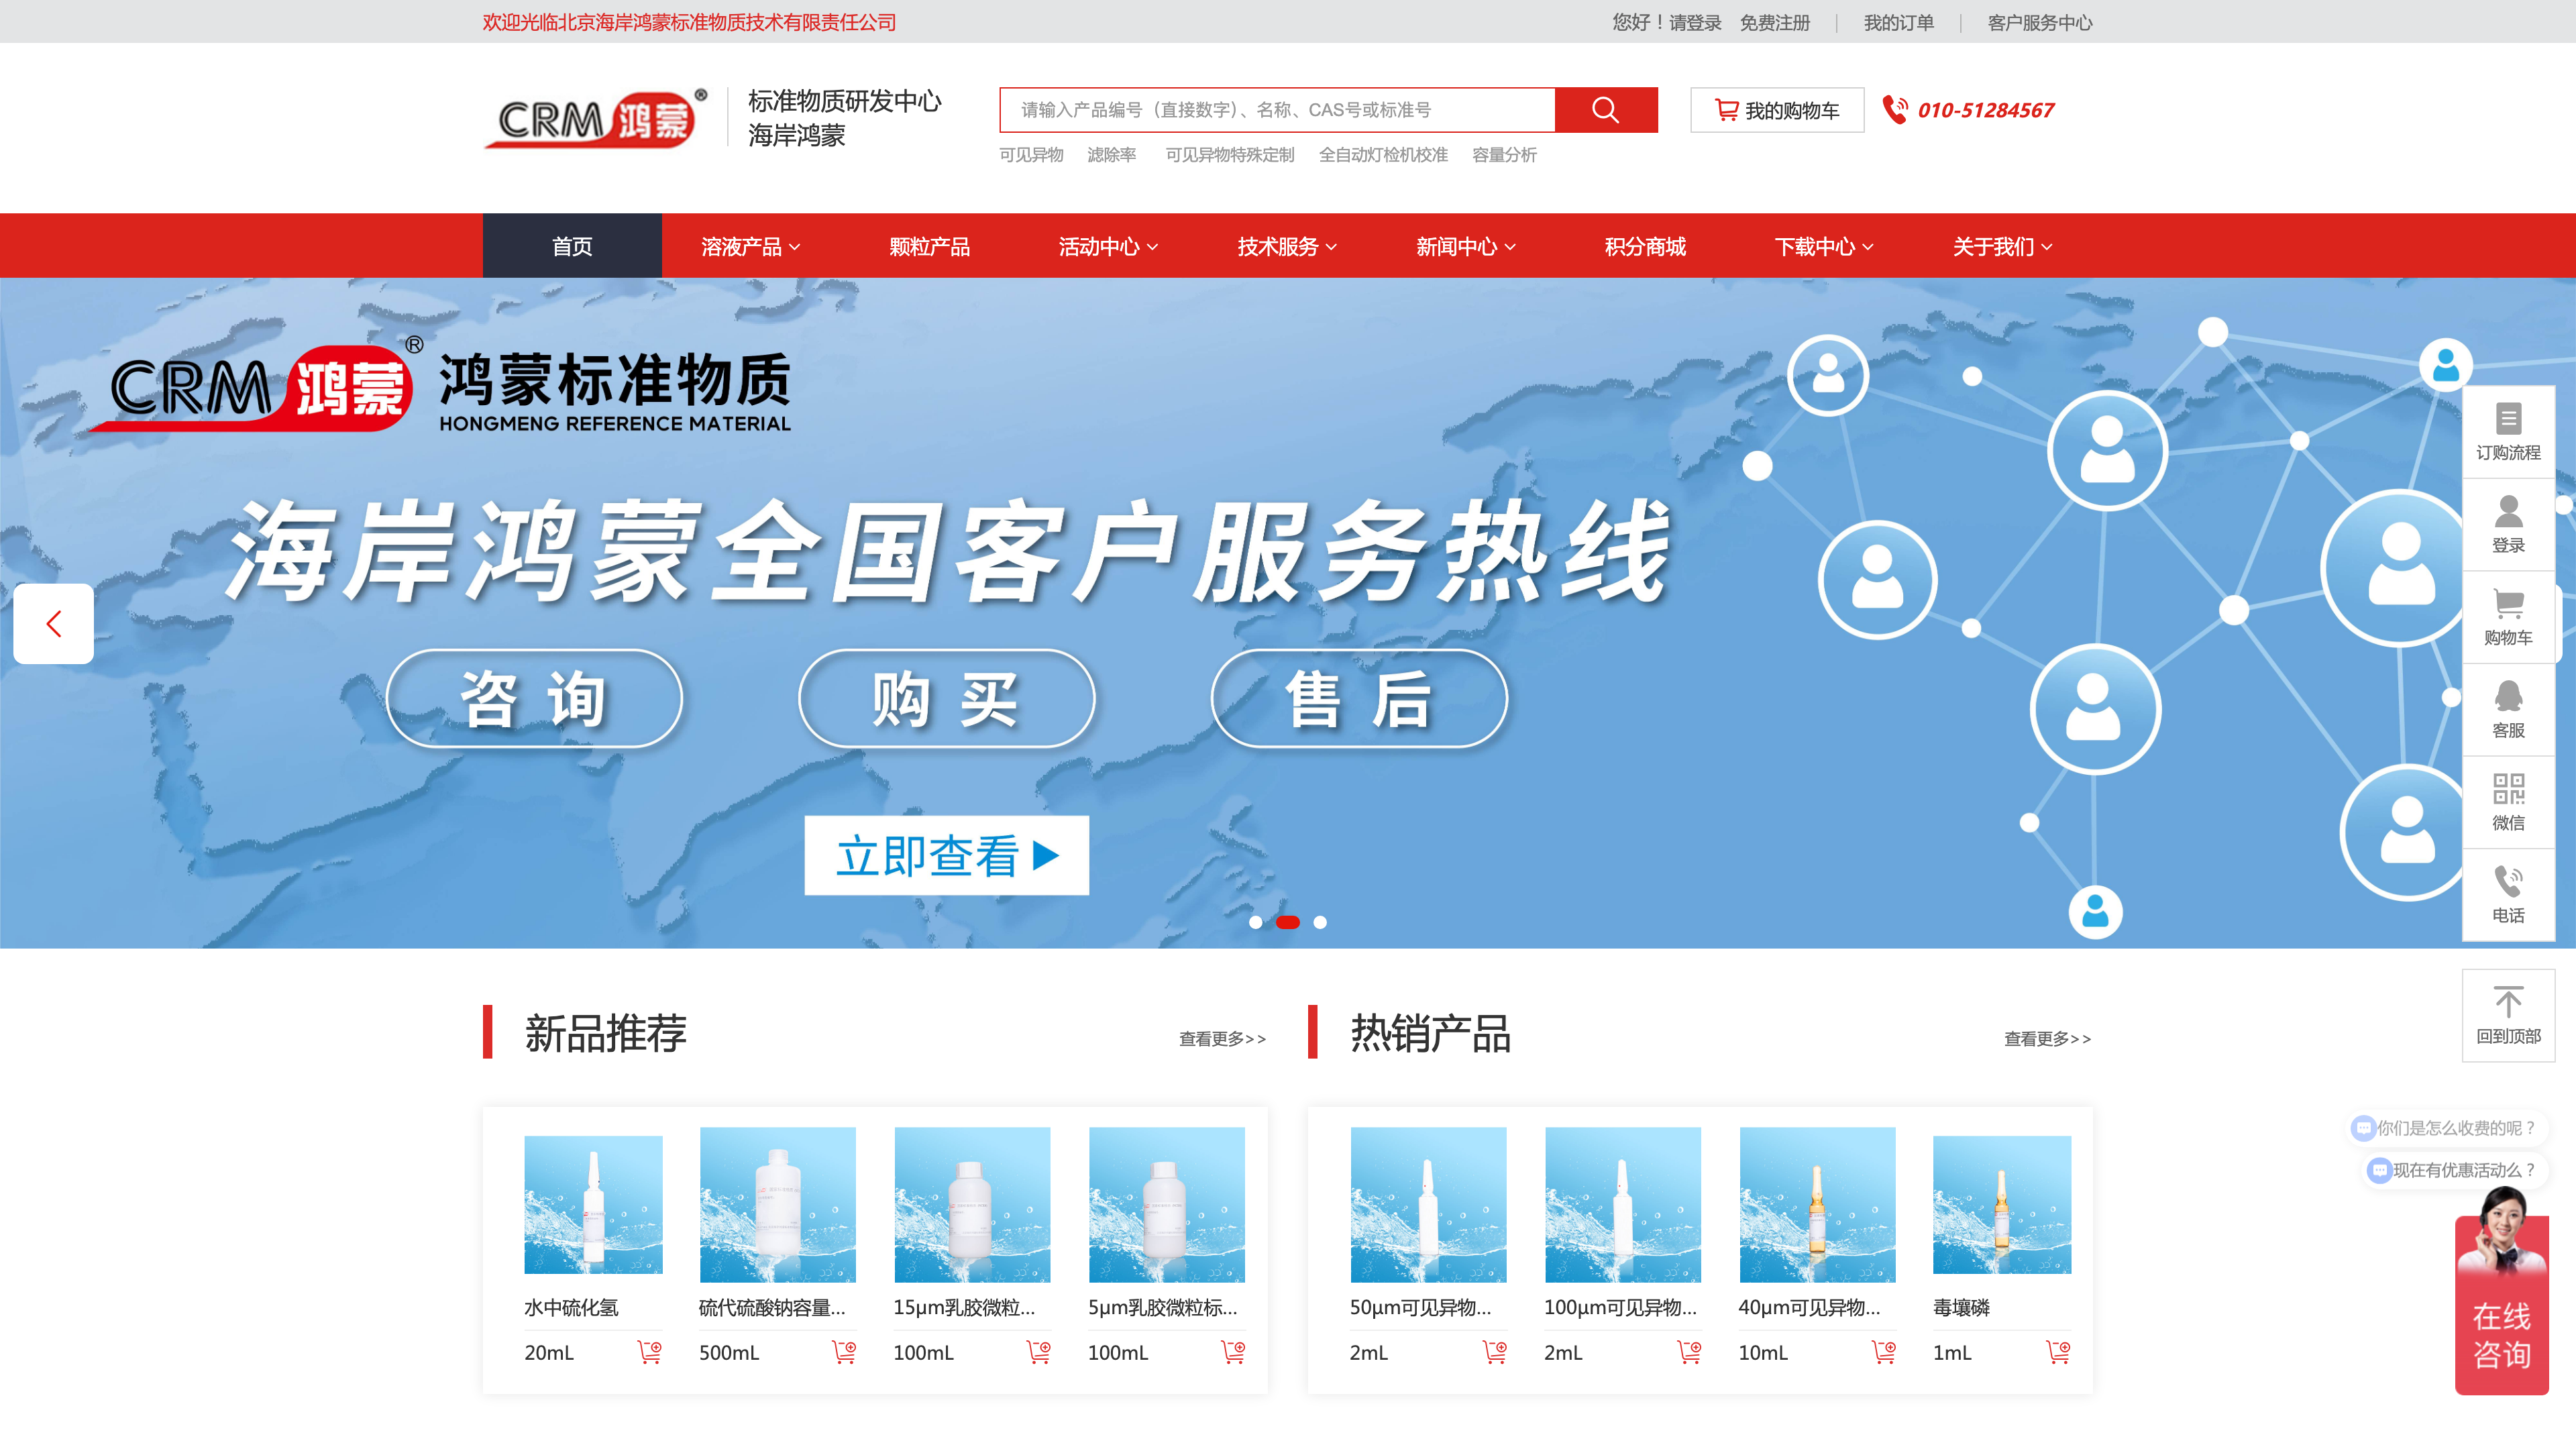 欢迎光临北京海岸鸿蒙标准物质技术有限责任公司
您好！请登录 免费注册 | 我的订单 | 客户服务中心
CRM鸿蒙®
标准物质研发中心
海岸鸿蒙
请输入产品编号（直接数字）、名称、CAS号或标准号
我的购物车
010-51284567
可见异物 滤除率 可见异物特殊定制 全自动灯检机校准 容量分析
首页 溶液产品 颗粒产品 活动中心 技术服务 新闻中心 积分商城 下载中心 关于我们
CRM鸿蒙® 鸿蒙标准物质
HONGMENG REFERENCE MATERIAL
海岸鸿蒙全国客户服务热线
咨询 购买 售后
立即查看
订购流程
登录
购物车
客服
微信
电话
回到顶部
新品推荐 查看更多>>
热销产品 查看更多>>
水中硫化氢 硫代硫酸钠容量... 15μm乳胶微粒... 5μm乳胶微粒标...
20mL 500mL 100mL 100mL
50μm可见异物... 100μm可见异物... 40μm可见异物... 毒壤磷
2mL 2mL 10mL 1mL
你们是怎么收费的呢？
现在有优惠活动么？
在线
咨询